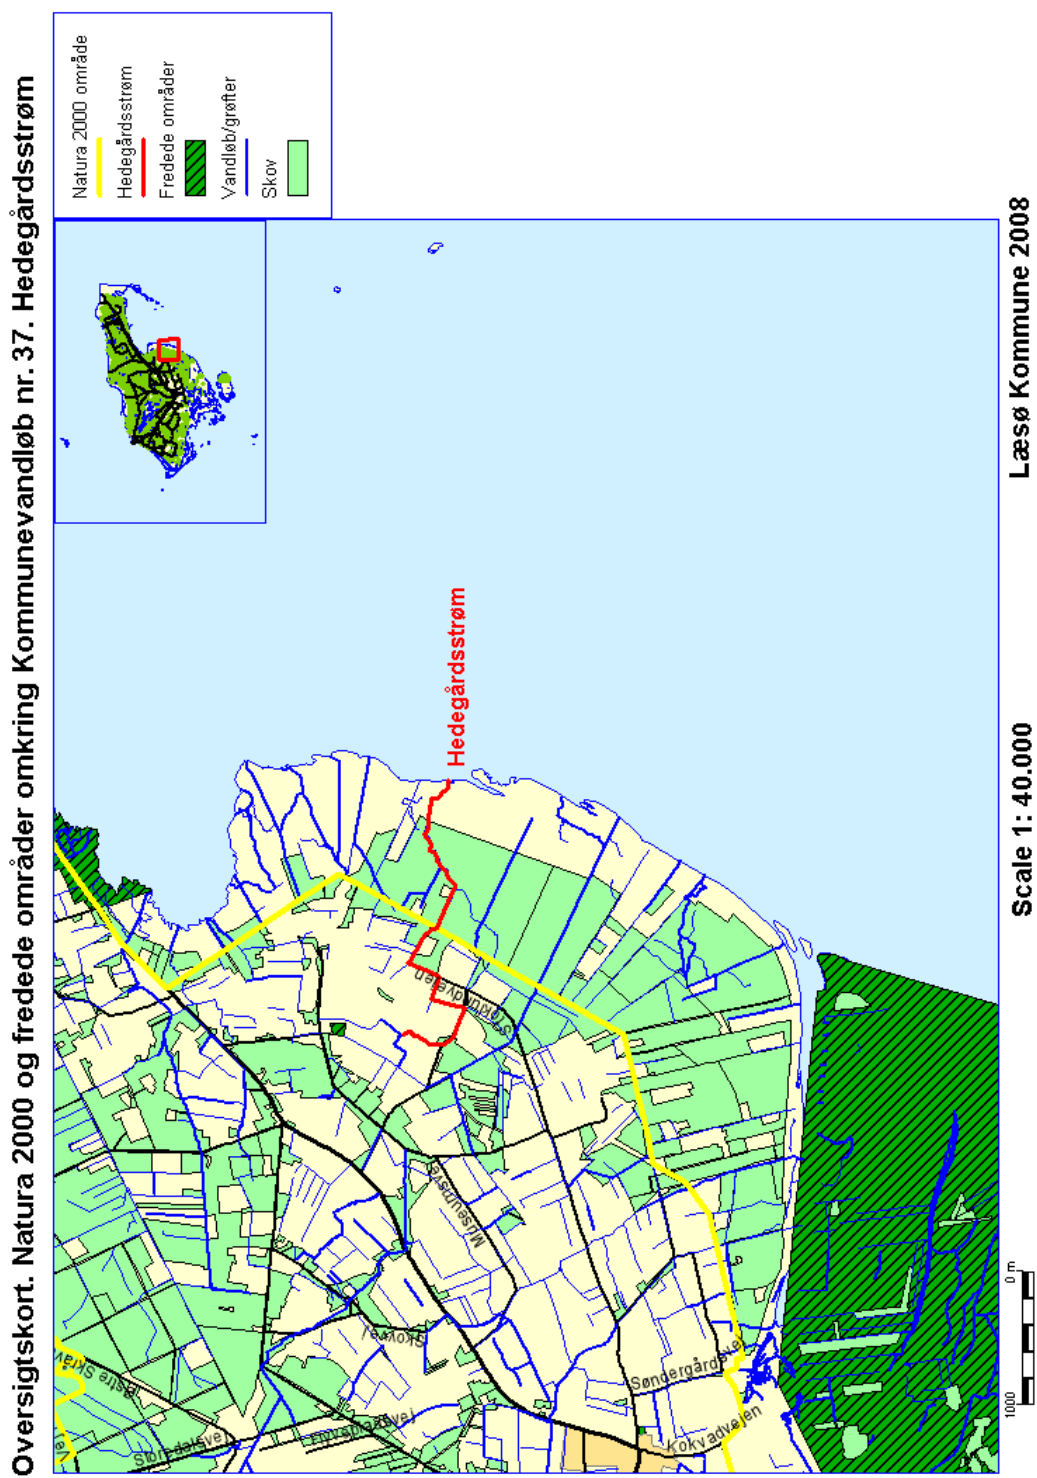 Oversigtskort. Natura 2000 og fredede områder omkring Kommunevandløb nr. 37. Hedegårdsstrøm
Natura 2000 område
Hedegårdsstrøm
Fredede områder
Vandløb/grøfter
Skov
Hedegårdsstrøm
Museumsvej
Skovvej
Storedalsvej
Søndergårdsvej
Kokvadvejen
1000
0 m
Scale 1: 40.000
Læsø Kommune 2008